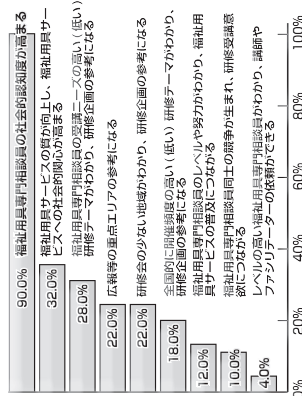 90.0% 福祉用具専門相談員の社会的認知度が高まる
32.0% 福祉用具サービスの質が向上し、福祉用具サー
ビスへの社会的関心が高まる
28.0% 福祉用具専門相談員の受講ニーズの高い(低い)
研修テーマがわかり、研修企画の参考になる
22.0% 広報等の重点エリアの参考になる
22.0% 研修会の少ない地域がわかり、研修企画の参考になる
18.0% 全国的に開催頻度の高い(低い)研修テーマがわかり、
研修企画の参考になる
12.0% 福祉用具専門相談員のレベルや努力がわかり、福祉用
具サービスの普及につながる
10.0% 福祉用具専門相談員同士の競争が生まれ、研修受講意
欲につながる
4.0% レベルの高い福祉用具専門相談員がわかり、講師や
ファシリテーターの依頼ができる
0% 20% 40% 60% 80% 100%